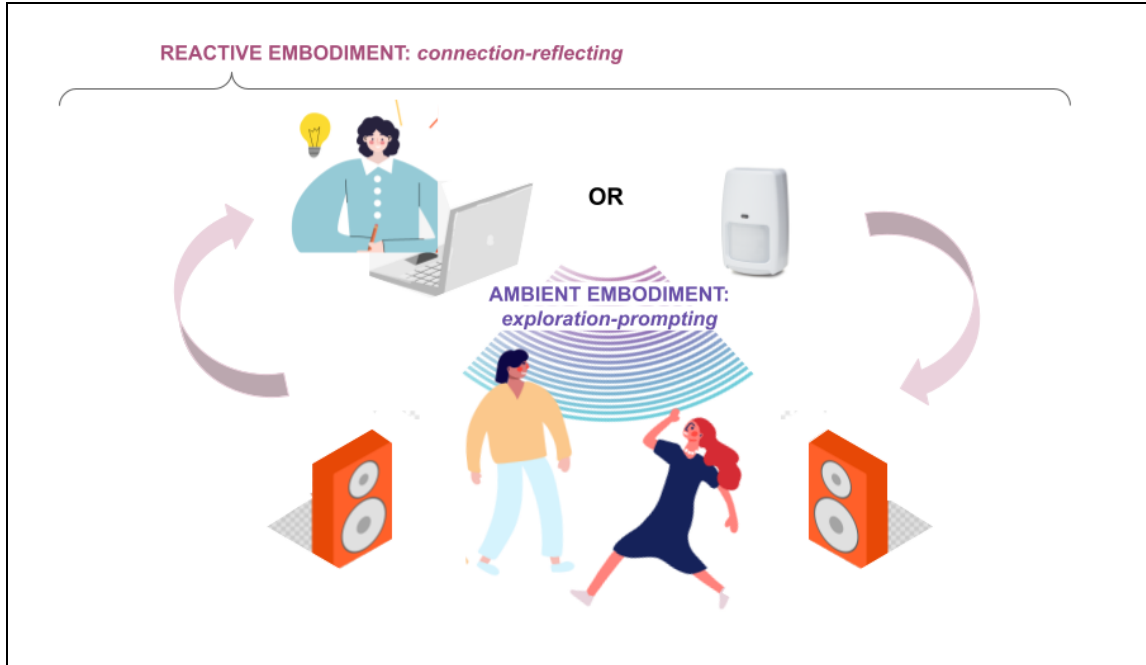 REACTIVE EMBODIMENT: connection-reflecting
OR
AMBIENT EMBODIMENT:
exploration-prompting